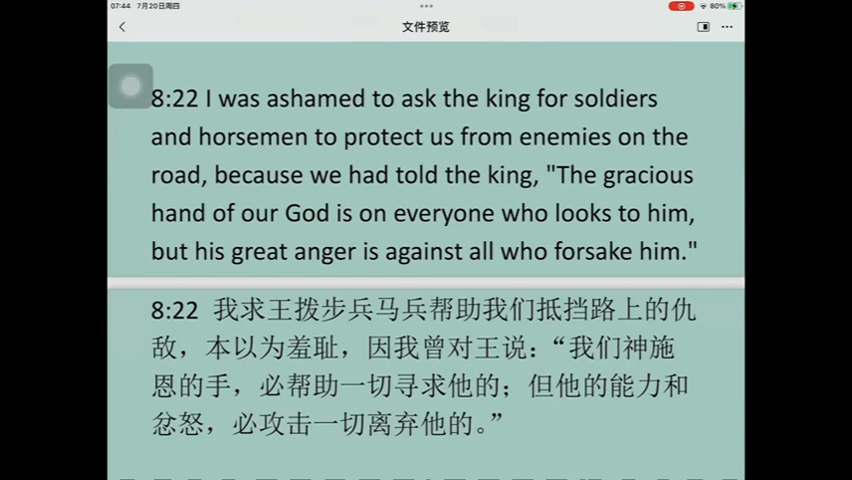 07:44 7月20日周四
80%
文件预览
8:22 I was ashamed to ask the king for soldiers
and horsemen to protect us from enemies on the
road, because we had told the king, "The gracious
hand of our God is on everyone who looks to him,
but his great anger is against all who forsake him."
8:22 我求王拨步兵马兵帮助我们抵挡路上的仇
敌，本以为羞耻，因我曾对王说：“我们神施
恩的手，必帮助一切寻求他的；但他的能力和
忿怒，必攻击一切离弃他的。”